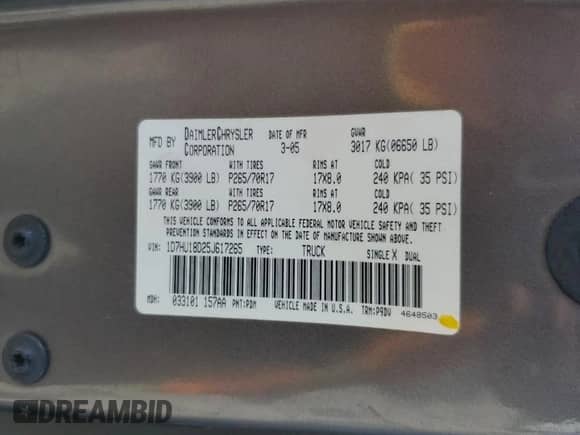 MFD BY DAIMLERCHRYSLER CORPORATION DATE OF MFR 3-05 GVWR 3017 KG(06650 LB)
GAWR FRONT WITH TIRES RIMS AT COLD
1770 KG(3900 LB) P265/70R17 17X8.0 240 KPA( 35 PSI)
GAWR REAR WITH TIRES RIMS AT COLD
1770 KG(3900 LB) P265/70R17 17X8.0 240 KPA( 35 PSI)
THIS VEHICLE CONFORMS TO ALL APPLICABLE FEDERAL MOTOR VEHICLE SAFETY AND
THEFT PREVENTION STANDARDS IN EFFECT ON THE DATE OF MANUFACTURE SHOWN ABOVE.
VIN: 1D7HU18D25J617265 TYPE: TRUCK SINGLE X DUAL
MDH: 033101 157AA PNT:PDM VEHICLE MADE IN U.S.A. TRM:P9DV 4648503
DREAMBID